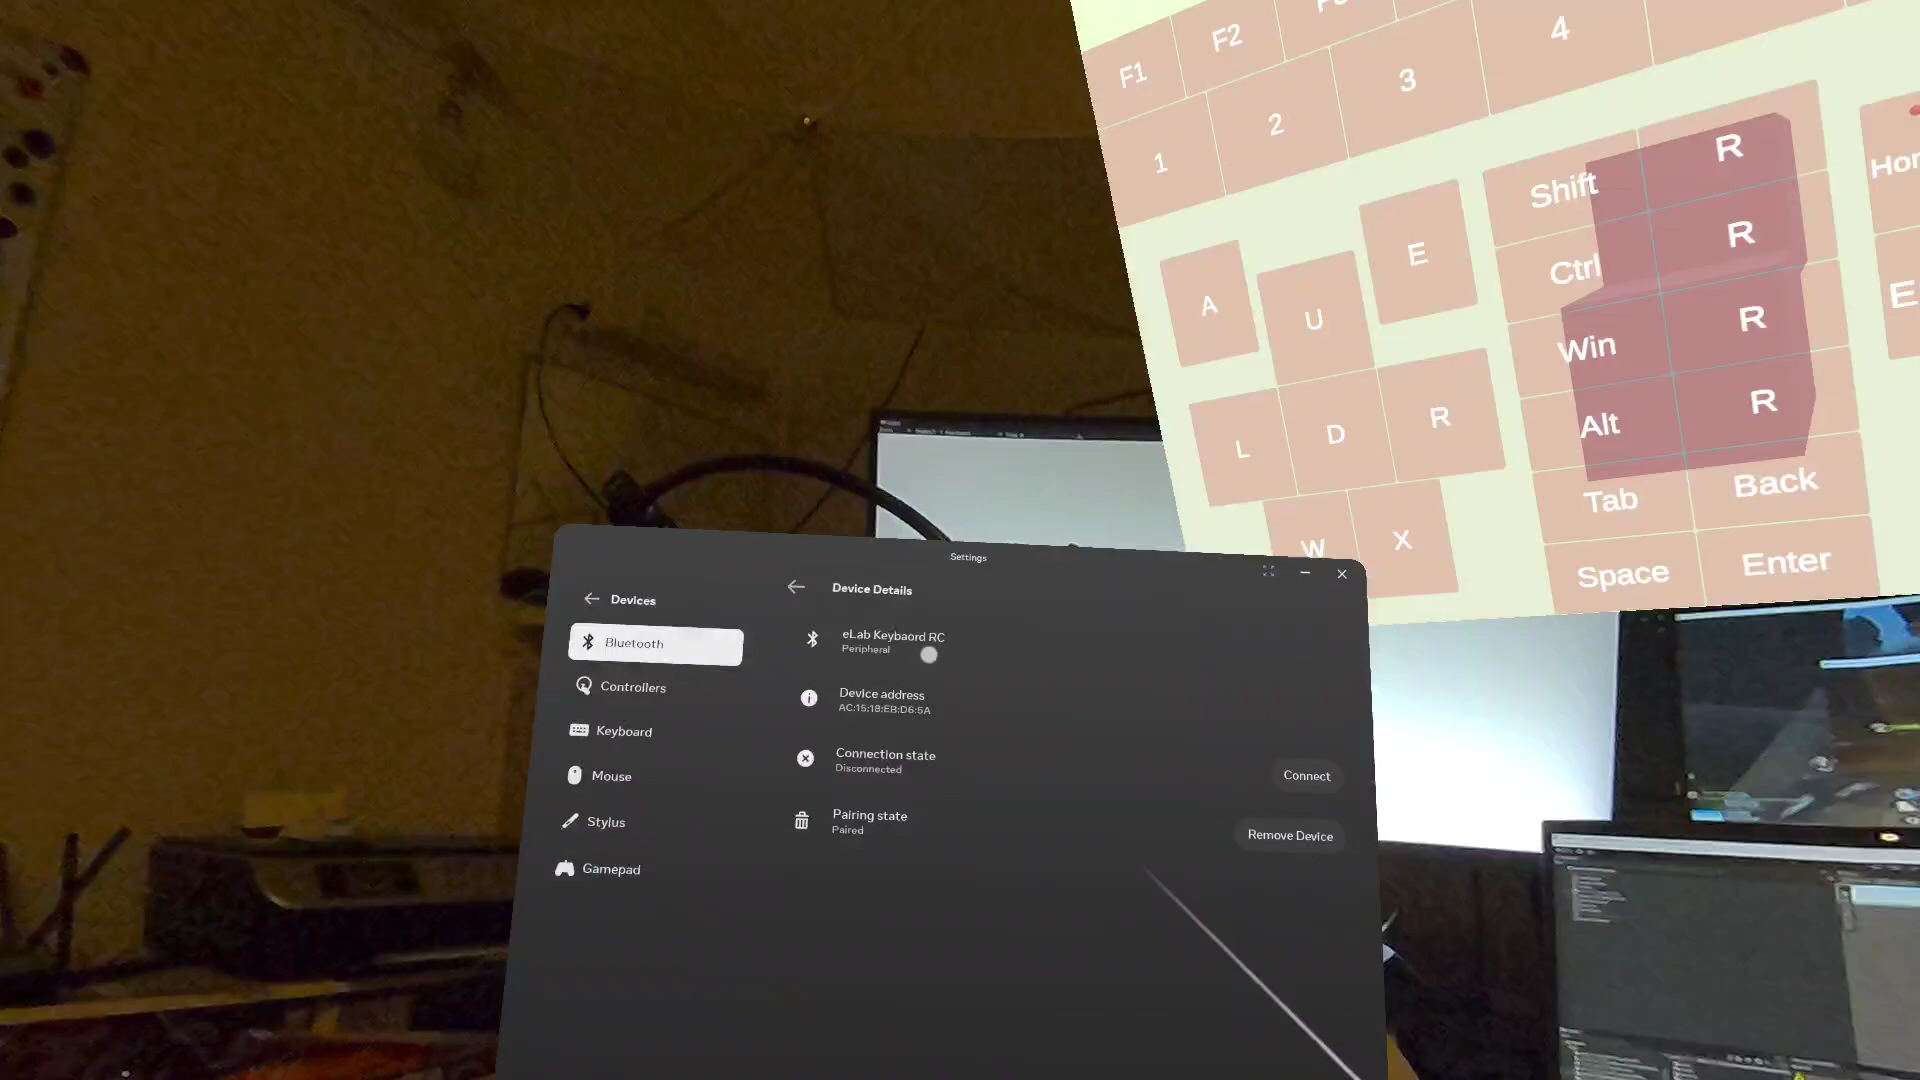 F1
F2
1
2
3
4
A
U
E
L
D
R
W
X
Shift
R
Ctrl
R
Win
R
Alt
R
Tab
Back
Space
Enter
Settings
Devices
Bluetooth
Controllers
Keyboard
Mouse
Stylus
Gamepad
Device Details
eLab Keybaord RC
Peripheral
Device address
AC:15:18:EB:D6:5A
Connection state
Disconnected
Connect
Pairing state
Paired
Remove Device